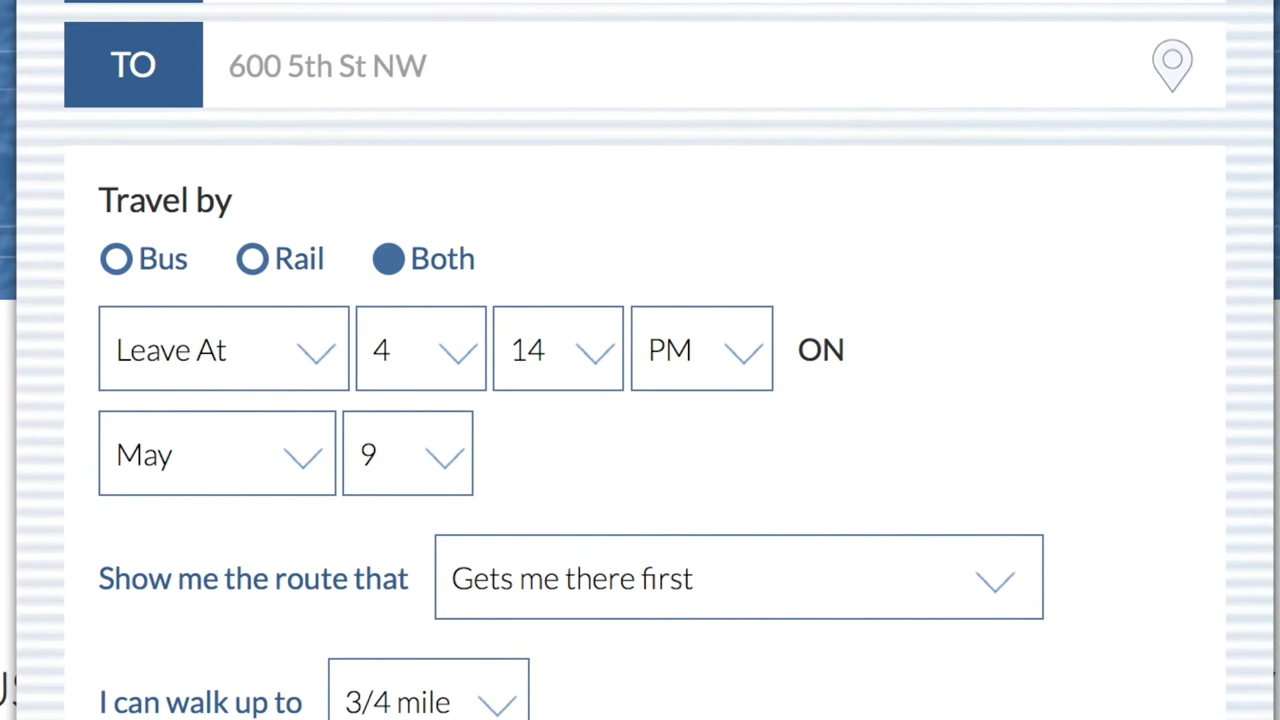 TO 600 5th St NW
Travel by
Bus Rail Both
Leave At 4 14 PM ON
May 9
Show me the route that Gets me there first
I can walk up to 3/4 mile